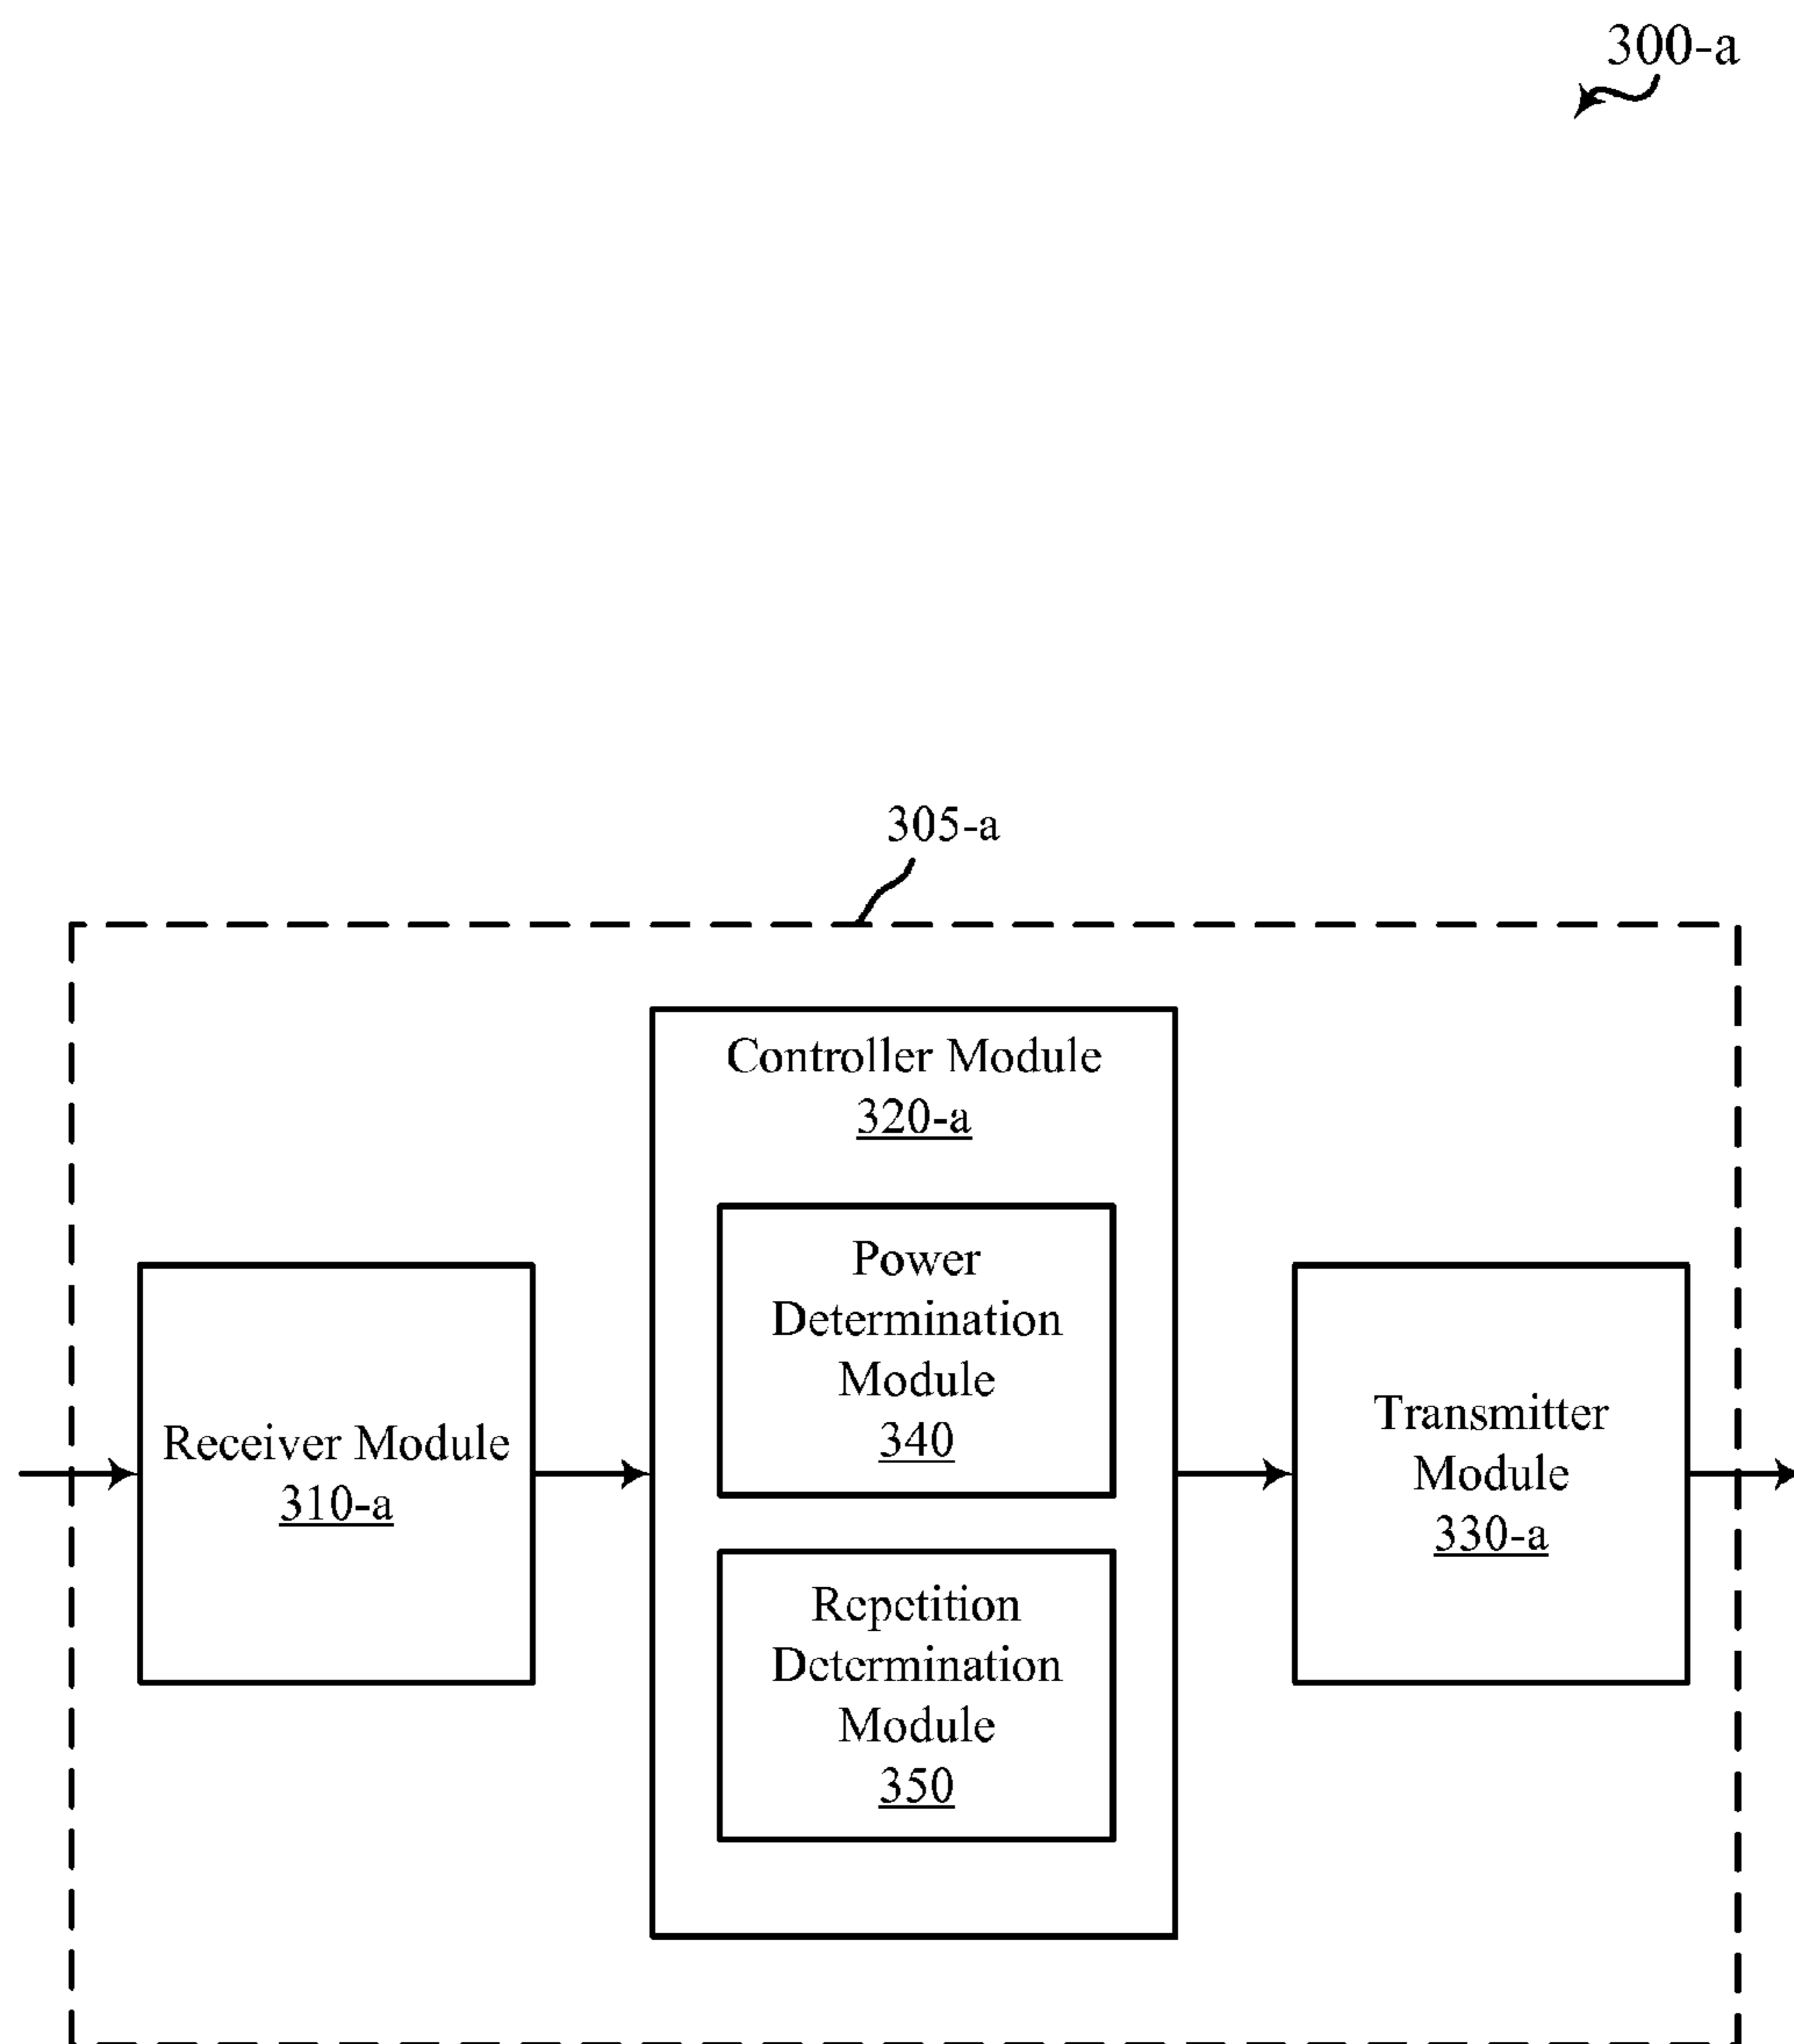 300-a
305-a
Controller Module
320-a
Power
Determination
Module
340
Receiver Module
310-a
Transmitter
Module
330-a
Repetition
Determination
Module
350